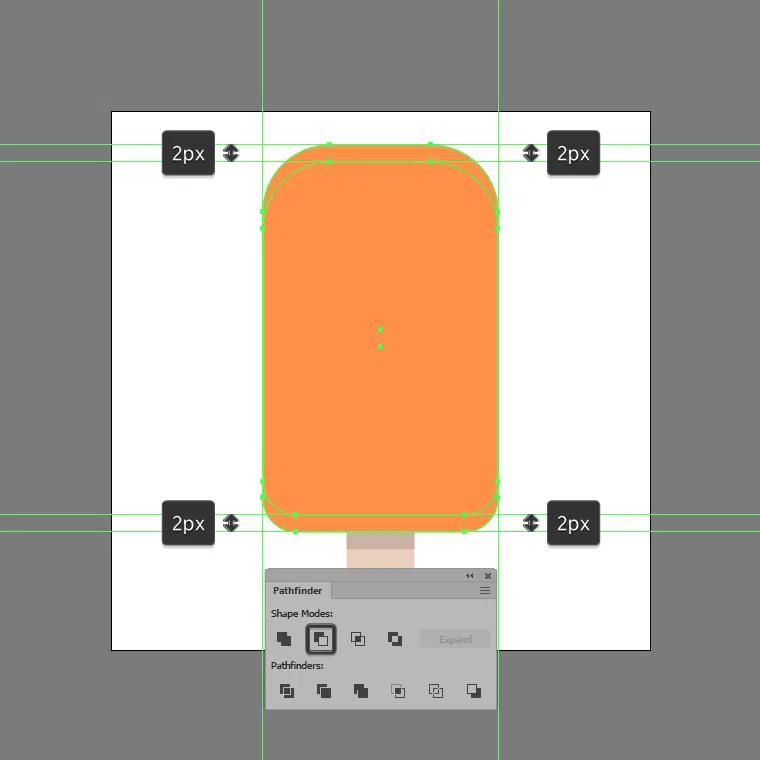 2px
2px
2px
2px
Pathfinder
Shape Modes:
Expand
Pathfinders: